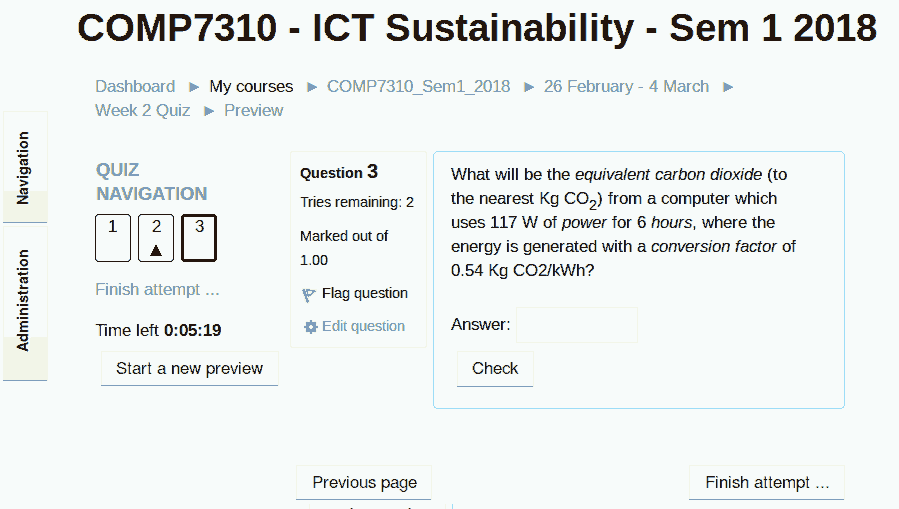 COMP7310 - ICT Sustainability - Sem 1 2018
Dashboard ► My courses ► COMP7310_Sem1_2018 ► 26 February - 4 March ►
Week 2 Quiz ► Preview
Navigation
Administration
QUIZ
NAVIGATION
1 2 3
Finish attempt ...
Time left 0:05:19
Start a new preview
Question 3
Tries remaining: 2
Marked out of
1.00
Flag question
Edit question
What will be the equivalent carbon dioxide (to
the nearest Kg CO2) from a computer which
uses 117 W of power for 6 hours, where the
energy is generated with a conversion factor of
0.54 Kg CO2/kWh?
Answer:
Check
Previous page
Finish attempt ...